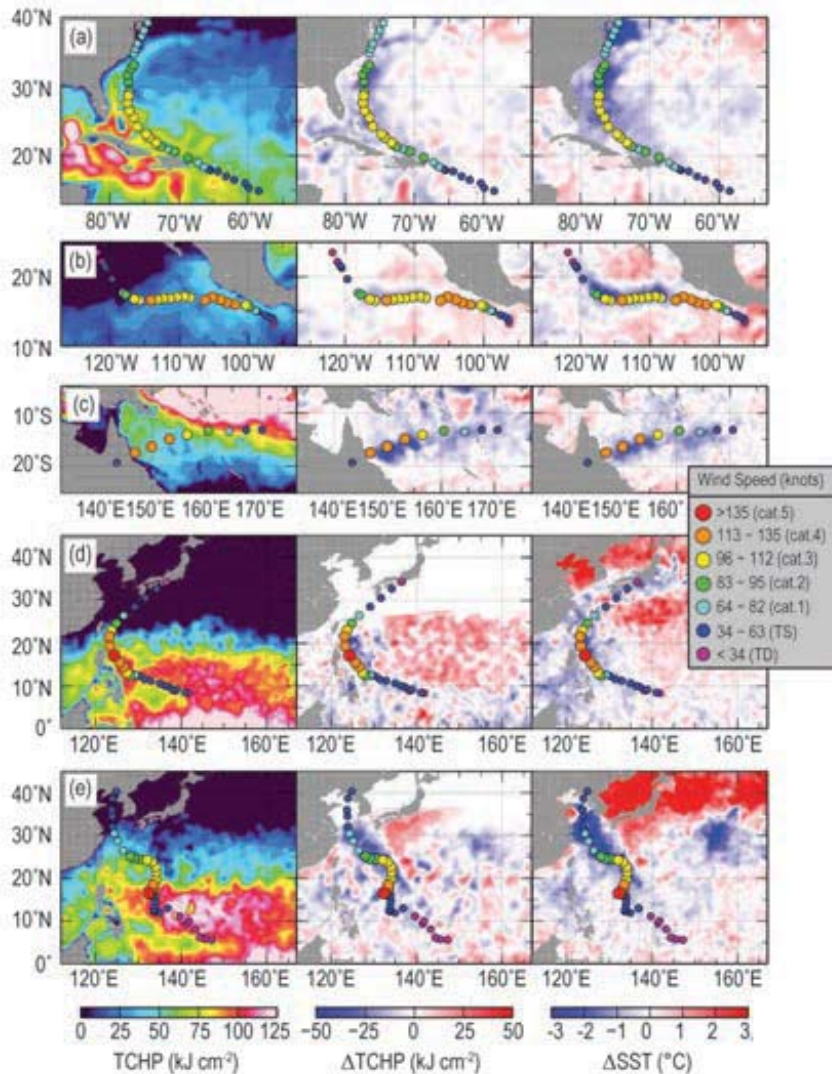 (a)
40°N
30°N
20°N
80°W 70°W 60°W 80°W 70°W 60°W 80°W 70°W 60°W
(b)
20°N
10°N
120°W 110°W 100°W 120°W 110°W 100°W 120°W 110°W 100°W
(c)
10°S
20°S
140°E 150°E 160°E 170°E 140°E 150°E 160°E 170°E 140°E 150°E 160°
Wind Speed (knots)
>135 (cat.5)
113 – 135 (cat.4)
96 – 112 (cat.3)
83 – 95 (cat.2)
64 – 82 (cat.1)
34 – 63 (TS)
< 34 (TD)
(d)
40°N
30°N
20°N
10°N
0°
120°E 140°E 160°E 120°E 140°E 160°E 120°E 140°E 160°E
(e)
40°N
30°N
20°N
10°N
0°
120°E 140°E 160°E 120°E 140°E 160°E 120°E 140°E 160°E
0 25 50 75 100 125 −50 −25 0 25 50 -3 -2 -1 0 1 2 3
TCHP (kJ cm⁻²) ΔTCHP (kJ cm⁻²) ΔSST (°C)